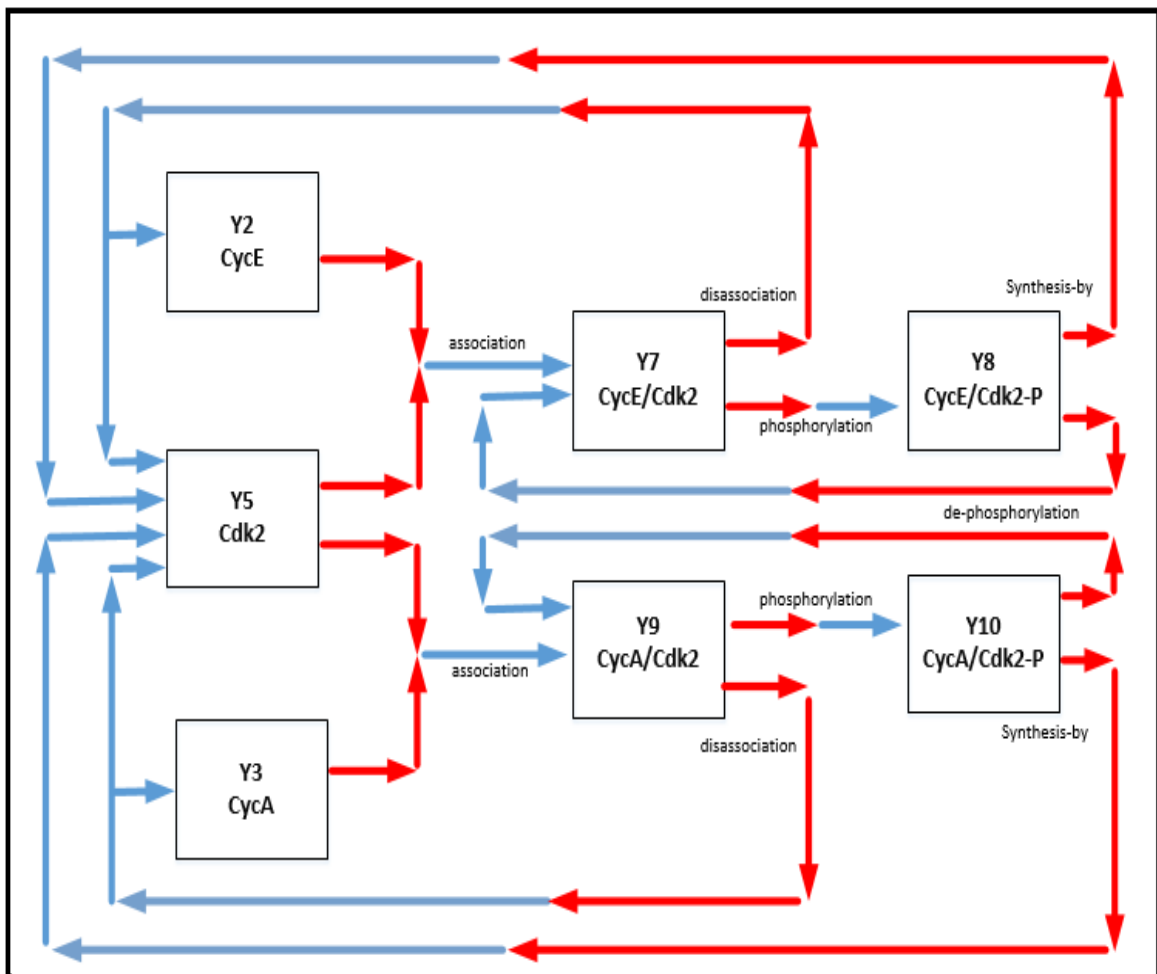 Y2
CycE
disassociation
Synthesis-by
association
Y7
CycE/Cdk2
Y8
CycE/Cdk2-P
phosphorylation
Y5
Cdk2
de-phosphorylation
phosphorylation
Y9
CycA/Cdk2
Y10
CycA/Cdk2-P
association
Synthesis-by
disassociation
Y3
CycA